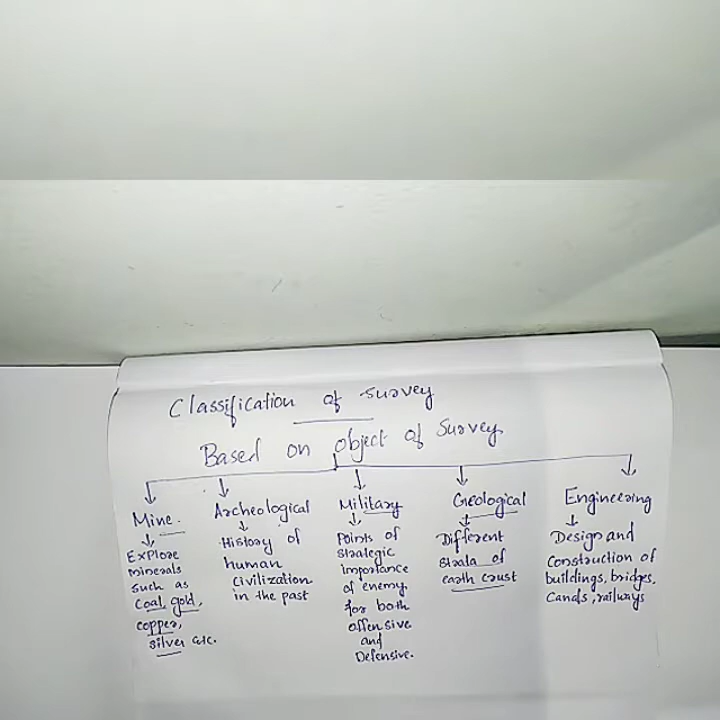 Classification of survey
Based on object of survey
Mine.
Explore
minerals
such as
Coal, gold,
copper,
silver etc.
Archeological
History of
human
civilization
in the past
Military
Points of
strategic
importance
of enemy
for both
offensive
and
Defensive.
Geological
Different
strata of
earth crust
Engineering
Design and
Construction of
buildings, bridges,
Canals, railways